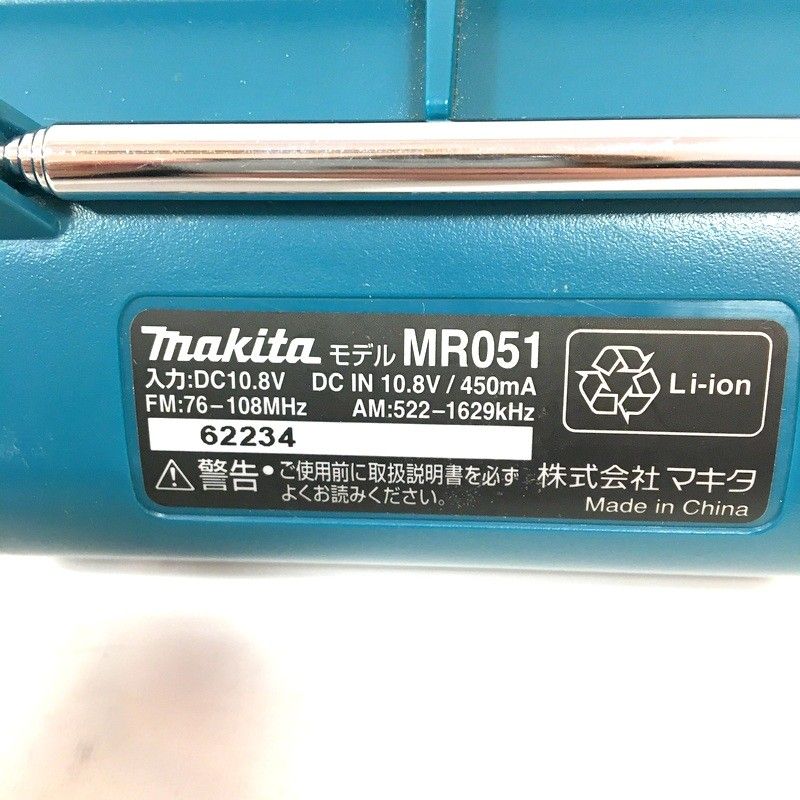 makita モデル MR051
入力:DC10.8V DC IN 10.8V / 450mA
FM:76-108MHz AM:522-1629kHz
62234
Li-ion
警告・ご使用前に取扱説明書を必ず
よくお読みください。
株式会社 マキタ
Made in China